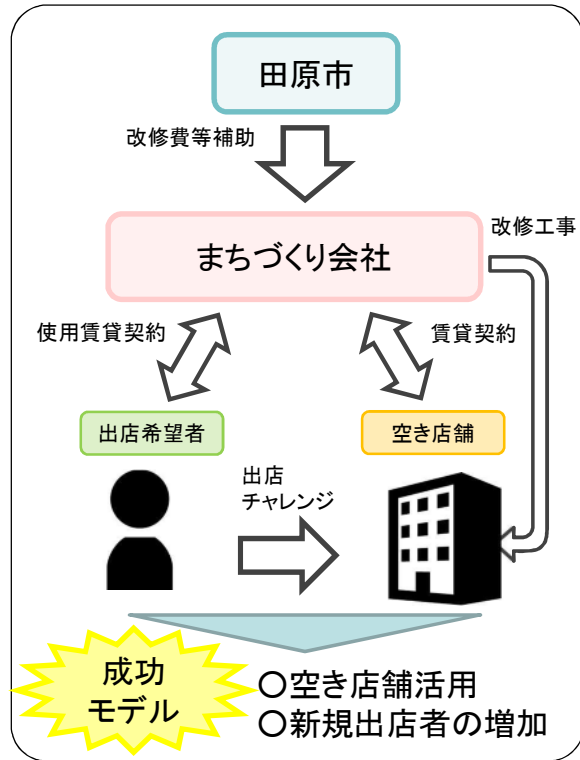 田原市
改修費等補助
まちづくり会社
改修工事
使用賃貸契約
賃貸契約
出店希望者
空き店舗
出店
チャレンジ
成功
モデル
〇空き店舗活用
〇新規出店者の増加